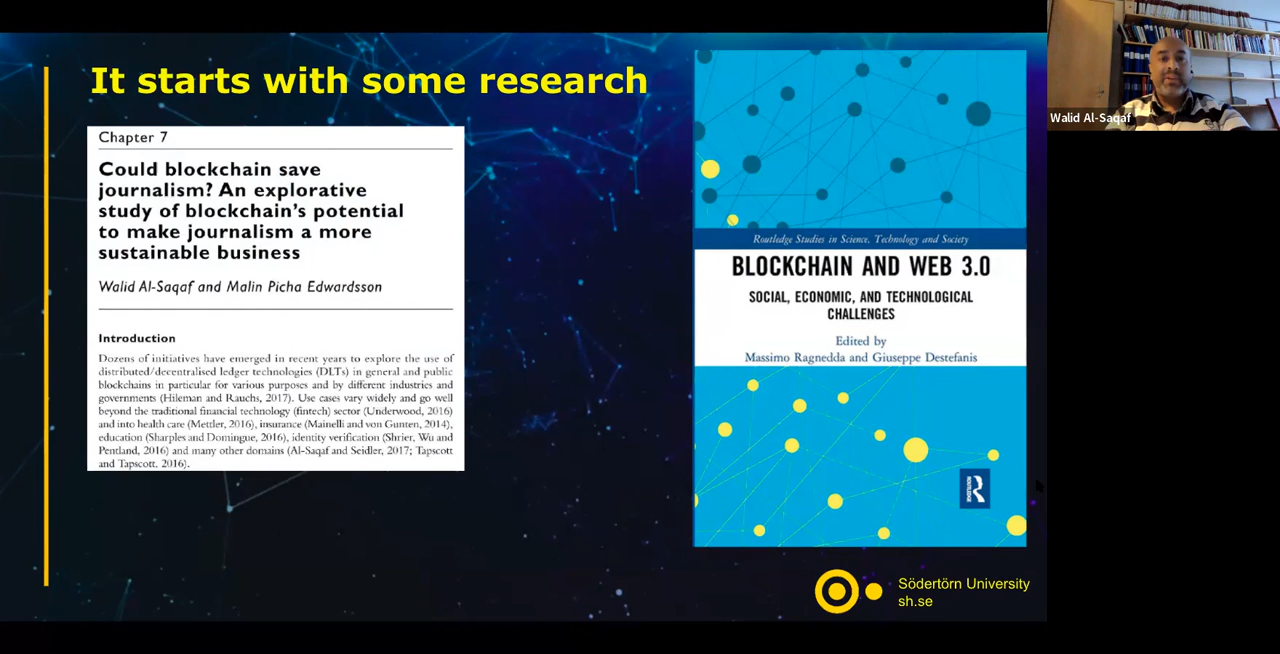 It starts with some research
Chapter 7
Could blockchain save
journalism? An explorative
study of blockchain's potential
to make journalism a more
sustainable business
Walid Al-Saqaf and Malin Picha Edwardsson
Introduction
Dozens of initiatives have emerged in recent years to explore the use of
distributed/decentralised ledger technologies (DLTs) in general and public
blockchains in particular for various purposes and by different industries and
governments (Hileman and Rauchs, 2017). Use cases vary widely and go well
beyond the traditional financial technology (fintech) sector (Underwood, 2016)
and into health care (Mettler, 2016), insurance (Mainelli and von Gunten, 2014),
education (Sharples and Domingue, 2016), identity verification (Shrier, Wu and
Pentland, 2016) and many other domains (Al-Saqaf and Seidler, 2017; Tapscott
and Tapscott, 2016).
Routledge Studies in Science, Technology and Society
BLOCKCHAIN AND WEB 3.0
SOCIAL, ECONOMIC, AND TECHNOLOGICAL
CHALLENGES
Edited by
Massimo Ragnedda and Giuseppe Destefanis
R
ROUTLEDGE
Södertörn University
sh.se
Walid Al-Saqaf